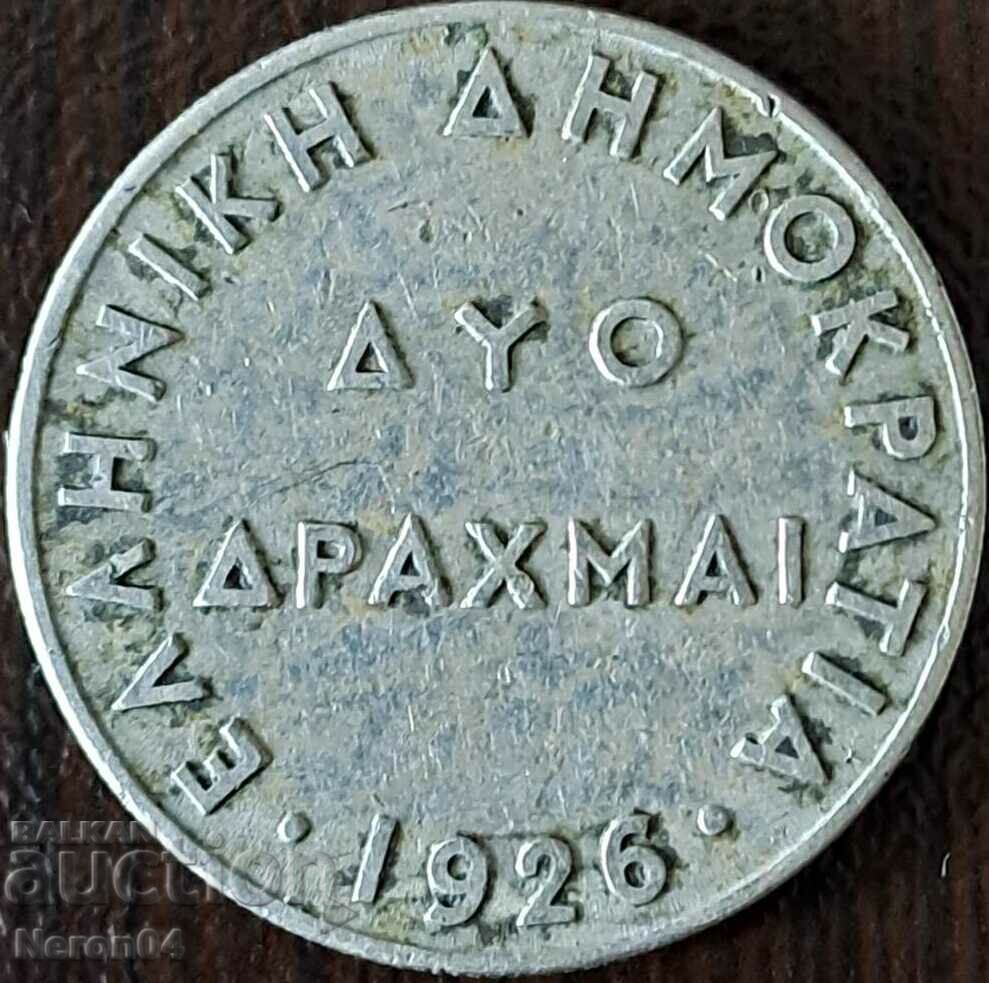 ΕΛΛΗΝΙΚΗ ΔΗΜΟΚΡΑΤΙΑ
ΔΥΟ
ΔΡΑΧΜΑΙ
· 1926 ·
BALKAN
auction
Neron04